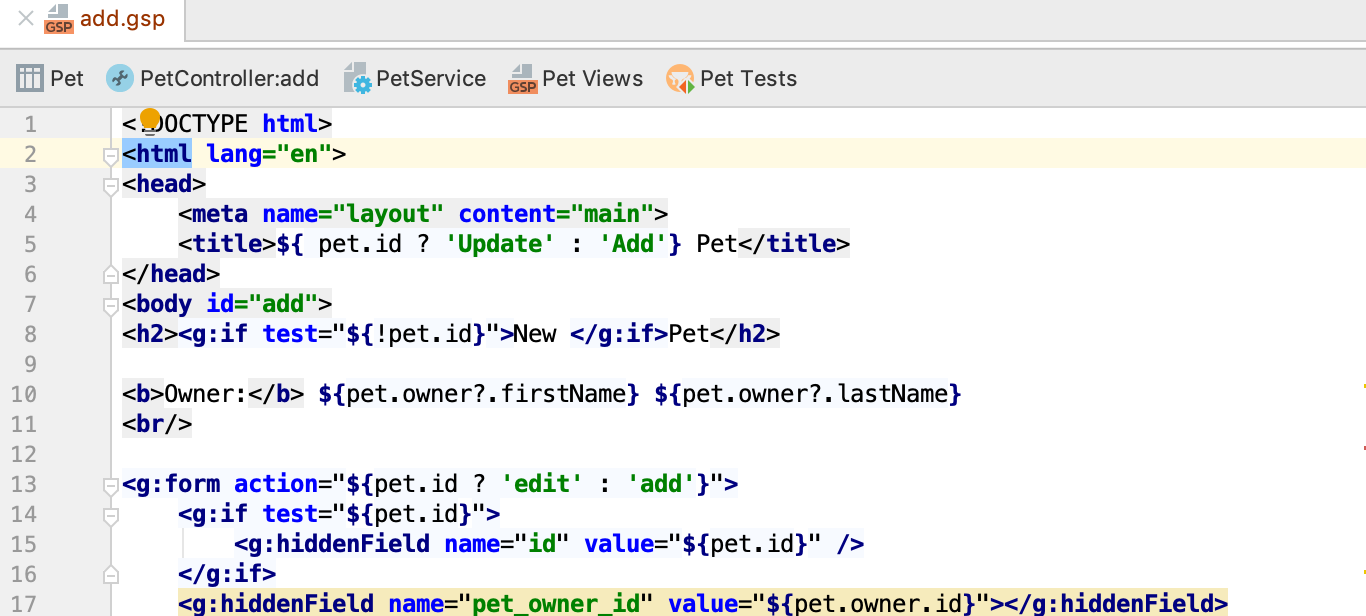 GSP add.gsp
Pet PetController:add PetService GSP Pet Views Pet Tests
1 <!DOCTYPE html>
2 <html lang="en">
3 <head>
4 <meta name="layout" content="main">
5 <title>${ pet.id ? 'Update' : 'Add'} Pet</title>
6 </head>
7 <body id="add">
8 <h2><g:if test="${!pet.id}">New </g:if>Pet</h2>
9
10 <b>Owner:</b> ${pet.owner?.firstName} ${pet.owner?.lastName}
11 <br/>
12
13 <g:form action="${pet.id ? 'edit' : 'add'}">
14 <g:if test="${pet.id}">
15 <g:hiddenField name="id" value="${pet.id}" />
16 </g:if>
17 <g:hiddenField name="pet_owner_id" value="${pet.owner.id}"></g:hiddenField>